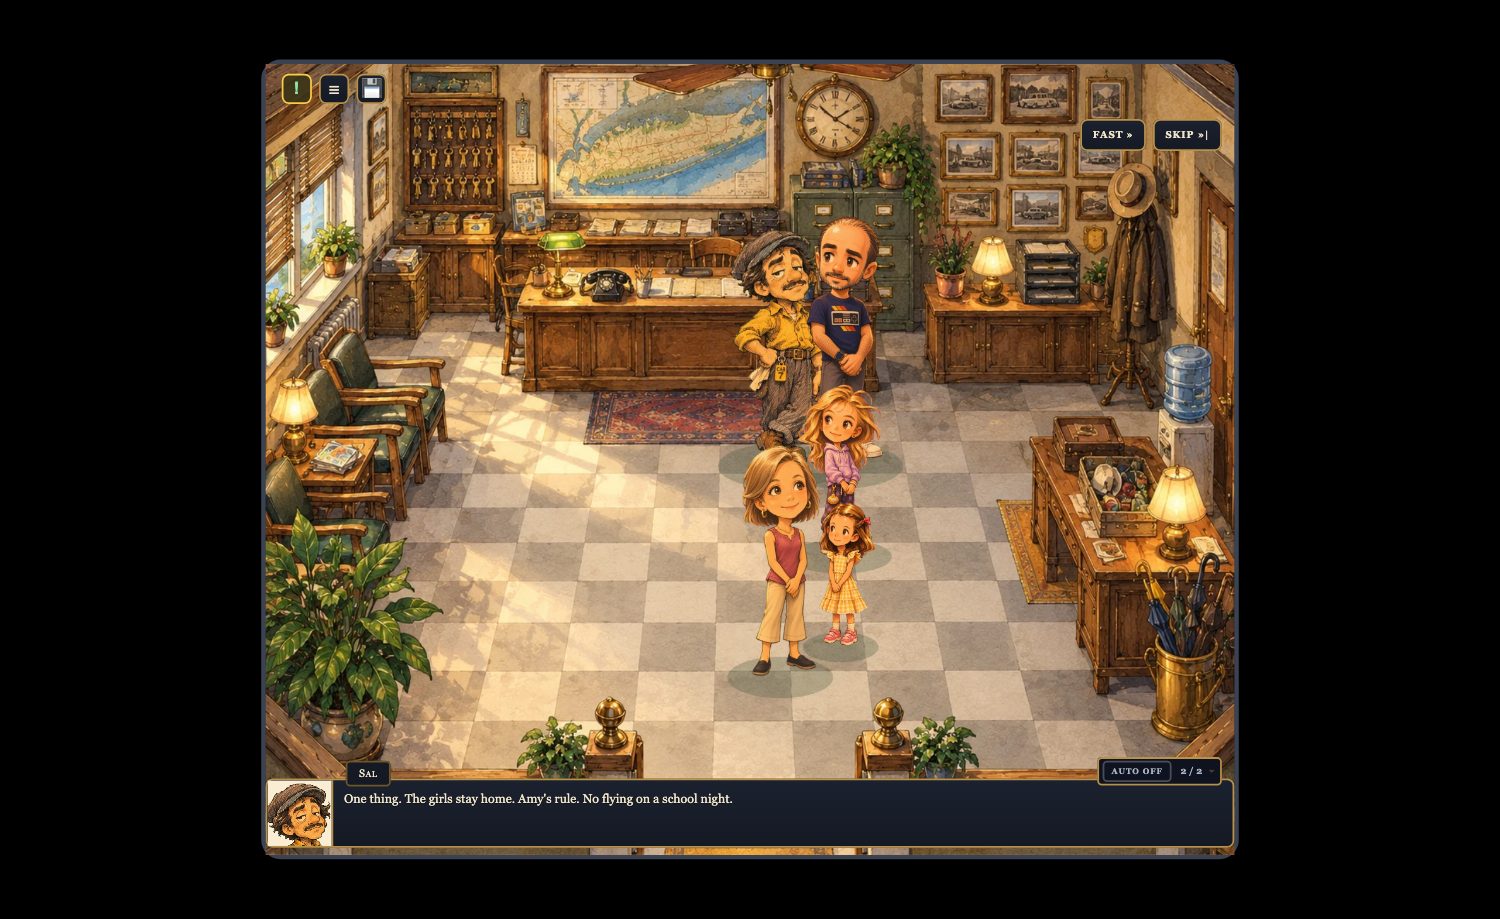 !
FAST »
SKIP »|
Sal
AUTO OFF
2 / 2
One thing. The girls stay home. Amy's rule. No flying on a school night.